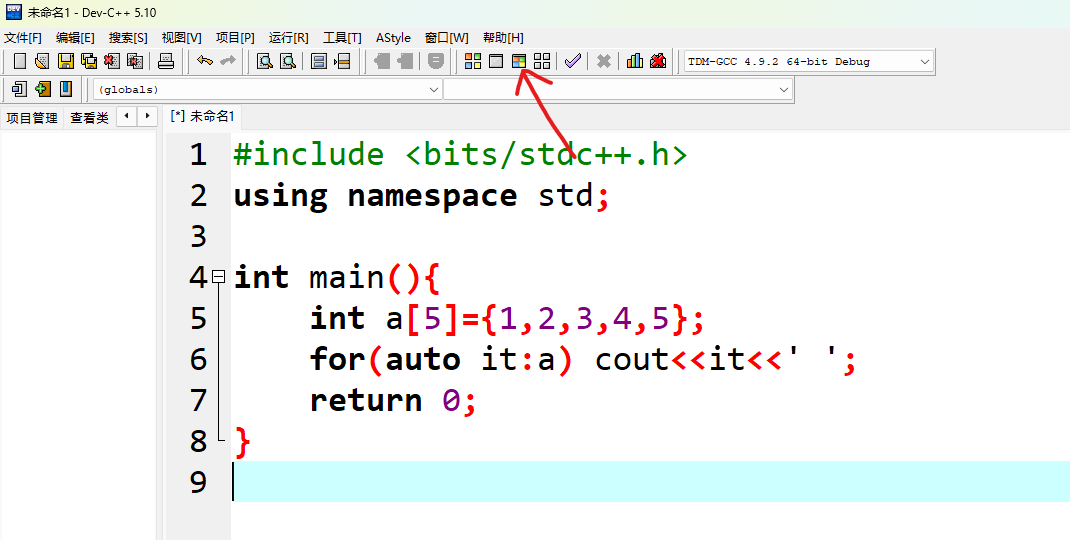 未命名1 - Dev-C++ 5.10
文件[F] 编辑[E] 搜索[S] 视图[V] 项目[P] 运行[R] 工具[T] AStyle 窗口[W] 帮助[H]
TDM-GCC 4.9.2 64-bit Debug
(globals)
项目管理 查看类 [*] 未命名1
1 #include <bits/stdc++.h>
2 using namespace std;
3
4 int main(){
5     int a[5]={1,2,3,4,5};
6     for(auto it:a) cout<<it<<' ';
7     return 0;
8 }
9